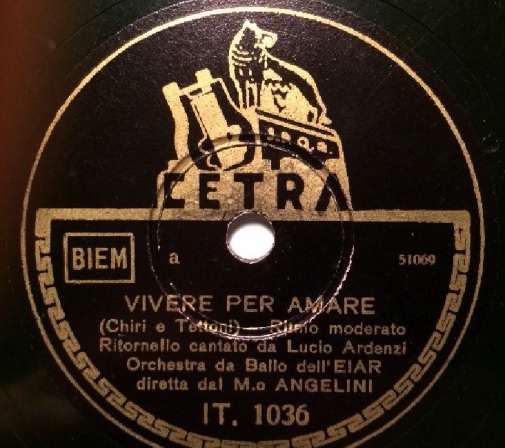 s.a.q.a.
CETRA
BIEM a 51069
VIVERE PER AMARE
(Chiri e Tettoni) - Ritmo moderato
Ritornello cantato da Lucio Ardenzi
Orchestra da Ballo dell'EIAR
diretta dal M.o ANGELINI
IT. 1036